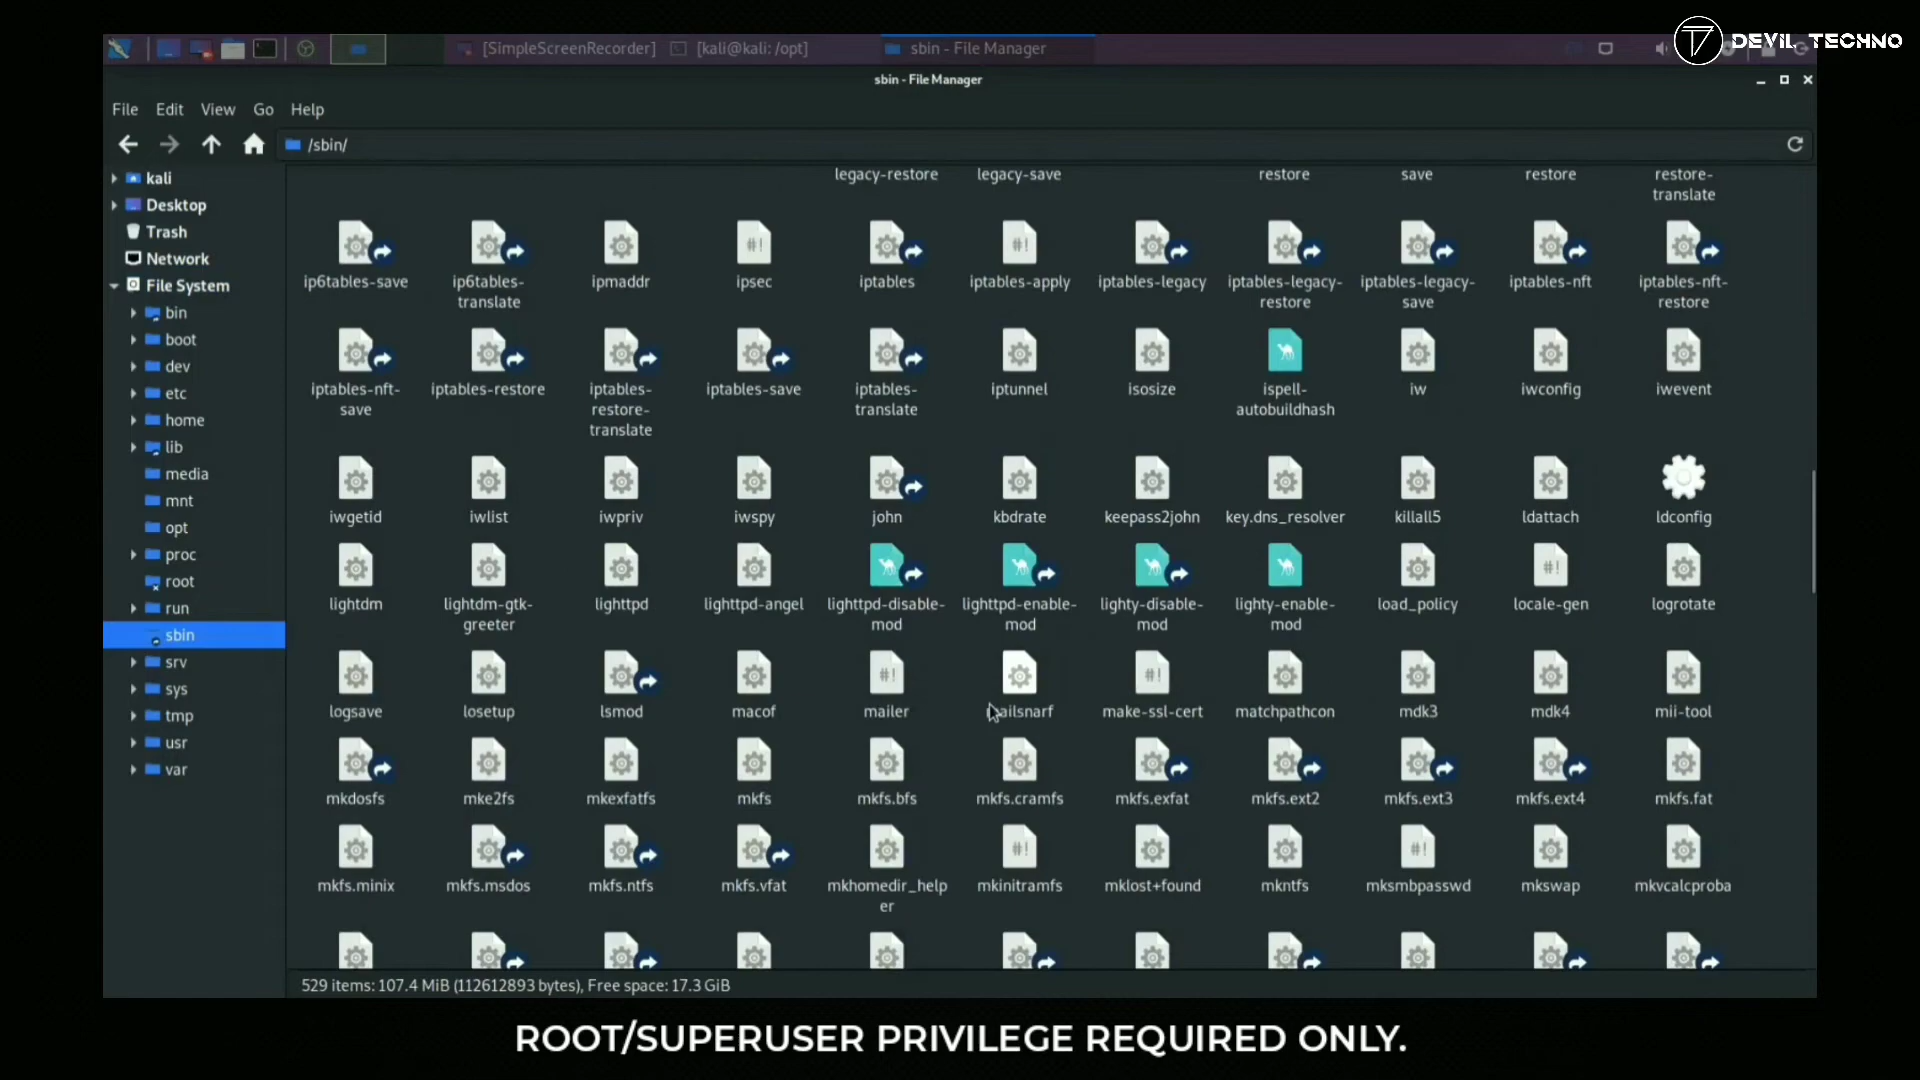 DEVIL TECHNO
[SimpleScreenRecorder]
[kali@kali: /opt]
sbin - File Manager
sbin - File Manager
File Edit View Go Help
/sbin/
kali
Desktop
Trash
Network
File System
bin
boot
dev
etc
home
lib
media
mnt
opt
proc
root
run
sbin
srv
sys
tmp
usr
var
legacy-restore legacy-save restore save restore restore-
translate
ip6tables-save ip6tables- ipmaddr ipsec iptables iptables-apply iptables-legacy iptables-legacy- iptables-legacy- iptables-nft iptables-nft-
translate restore save restore
iptables-nft- iptables-restore iptables- iptables-save iptables- iptunnel isosize ispell- iw iwconfig iwevent
save restore- translate autobuildhash
translate
iwgetid iwlist iwpriv iwspy john kbdrate keepass2john key.dns_resolver killall5 ldattach ldconfig
lightdm lightdm-gtk- lighttpd lighttpd-angel lighttpd-disable- lighttpd-enable- lighty-disable- lighty-enable- load_policy locale-gen logrotate
greeter mod mod mod mod
logsave losetup lsmod macof mailer mailsnarf make-ssl-cert matchpathcon mdk3 mdk4 mii-tool
mkdosfs mke2fs mkexfatfs mkfs mkfs.bfs mkfs.cramfs mkfs.exfat mkfs.ext2 mkfs.ext3 mkfs.ext4 mkfs.fat
mkfs.minix mkfs.msdos mkfs.ntfs mkfs.vfat mkhomedir_help mkinitramfs mklost+found mkntfs mksmbpasswd mkswap mkvcalcproba
er
529 items: 107.4 MiB (112612893 bytes), Free space: 17.3 GiB
ROOT/SUPERUSER PRIVILEGE REQUIRED ONLY.